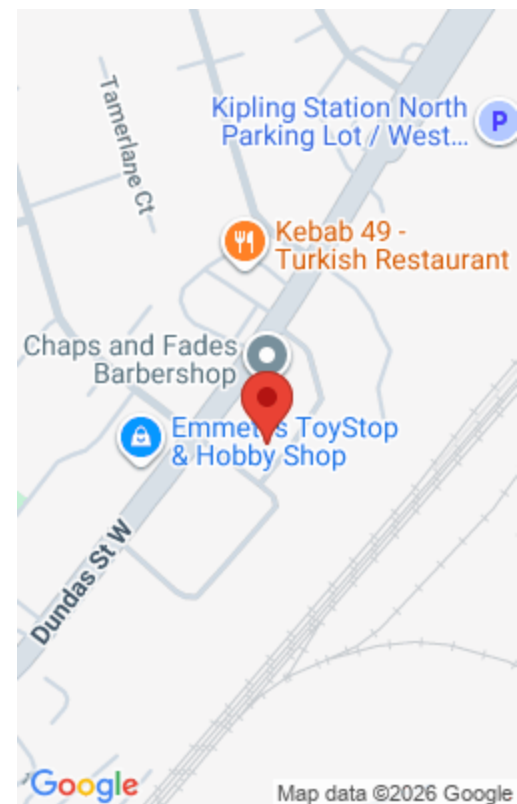 Tamerlane Ct
Kipling Station North
Parking Lot / West...
P
Kebab 49 -
Turkish Restaurant
Chaps and Fades
Barbershop
ToyStop
& Hobby Shop
Dundas St W
Google
Map data ©2026 Google